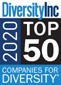 DiversityInc
2020
TOP
50
COMPANIES FOR
DIVERSITY®